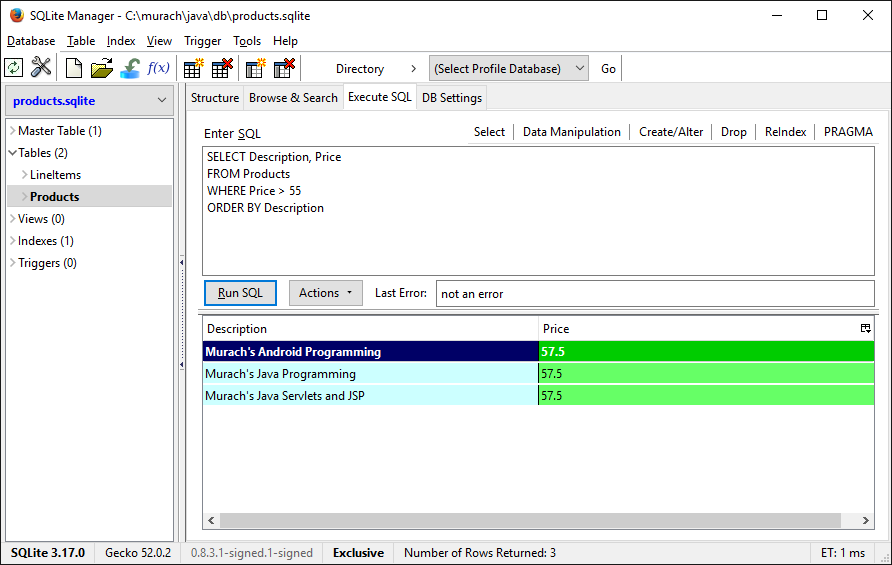 SQLite Manager - C:\murach\java\db\products.sqlite
Database Table Index View Trigger Tools Help
f(x) Directory (Select Profile Database) Go
products.sqlite
Structure Browse & Search Execute SQL DB Settings
Master Table (1)
Tables (2)
LineItems
Products
Views (0)
Indexes (1)
Triggers (0)
Enter SQL Select Data Manipulation Create/Alter Drop ReIndex PRAGMA
SELECT Description, Price
FROM Products
WHERE Price > 55
ORDER BY Description
Run SQL Actions Last Error: not an error
Description Price
Murach's Android Programming 57.5
Murach's Java Programming 57.5
Murach's Java Servlets and JSP 57.5
SQLite 3.17.0 Gecko 52.0.2 0.8.3.1-signed.1-signed Exclusive Number of Rows Returned: 3 ET: 1 ms